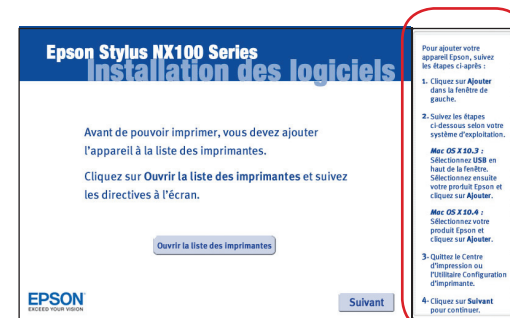 Epson Stylus NX100 Series
Installation des logiciels
Avant de pouvoir imprimer, vous devez ajouter
l'appareil à la liste des imprimantes.
Cliquez sur Ouvrir la liste des imprimantes et suivez
les directives à l'écran.
Ouvrir la liste des imprimantes
EPSON
EXCEED YOUR VISION
Suivant
Pour ajouter votre
appareil Epson, suivez
les étapes ci-après :
1. Cliquez sur Ajouter
dans la fenêtre de
gauche.
2. Suivez les étapes
ci-dessous selon votre
système d'exploitation.
Mac OS X 10.3 :
Sélectionnez USB en
haut de la fenêtre.
Sélectionnez ensuite
votre produit Epson et
cliquez sur Ajouter.
Mac OS X 10.4 :
Sélectionnez votre
produit Epson et
cliquez sur Ajouter.
3. Quittez le Centre
d'impression ou
l'Utilitaire Configuration
d'imprimante.
4. Cliquez sur Suivant
pour continuer.